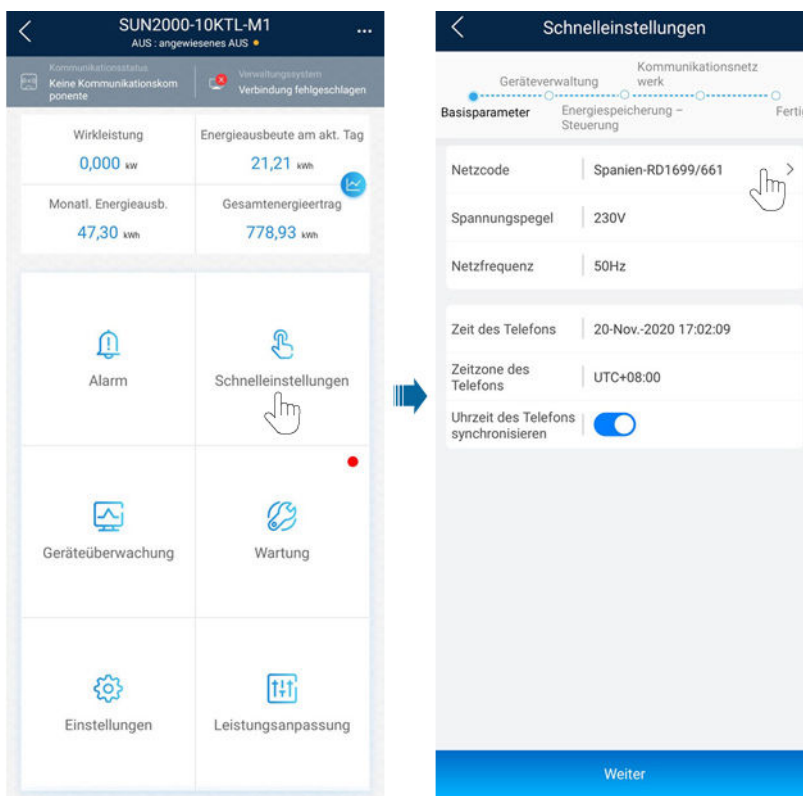 SUN2000-10KTL-M1
AUS : angewiesenes AUS
Kommunikationsstatus
Keine Kommunikationskom
ponente
Verwaltungssystem
Verbindung fehlgeschlagen
Wirkleistung
0,000 kW
Energieausbeute am akt. Tag
21,21 kWh
Monatl. Energieausb.
47,30 kWh
Gesamtenergieertrag
778,93 kWh
Alarm
Schnelleinstellungen
Geräteüberwachung
Wartung
Einstellungen
Leistungsanpassung
Schnelleinstellungen
Basisparameter
Geräteverwaltung
Energiespeicherung –
Steuerung
Kommunikationsnetz
werk
Ferti
Netzcode
Spanien-RD1699/661
Spannungspegel
230V
Netzfrequenz
50Hz
Zeit des Telefons
20-Nov.-2020 17:02:09
Zeitzone des
Telefons
UTC+08:00
Uhrzeit des Telefons
synchronisieren
Weiter